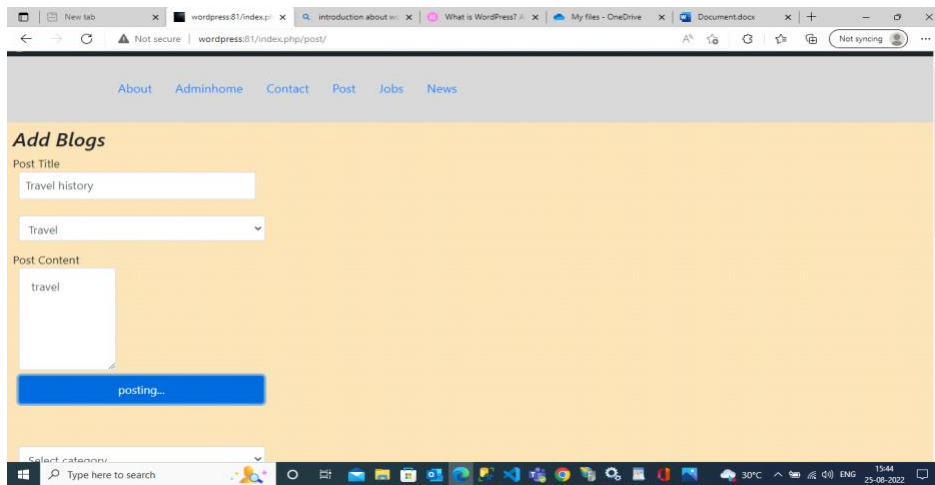 New tab
wordpress:81/index.p
introduction about w
What is WordPress? A
My files - OneDrive
Document.docx
Not secure | wordpress:81/index.php/post/
Not syncing
About Adminhome Contact Post Jobs News
Add Blogs
Post Title
Travel history
Travel
Post Content
travel
posting...
Select category
Type here to search
30°C
ENG
15:44
25-08-2022